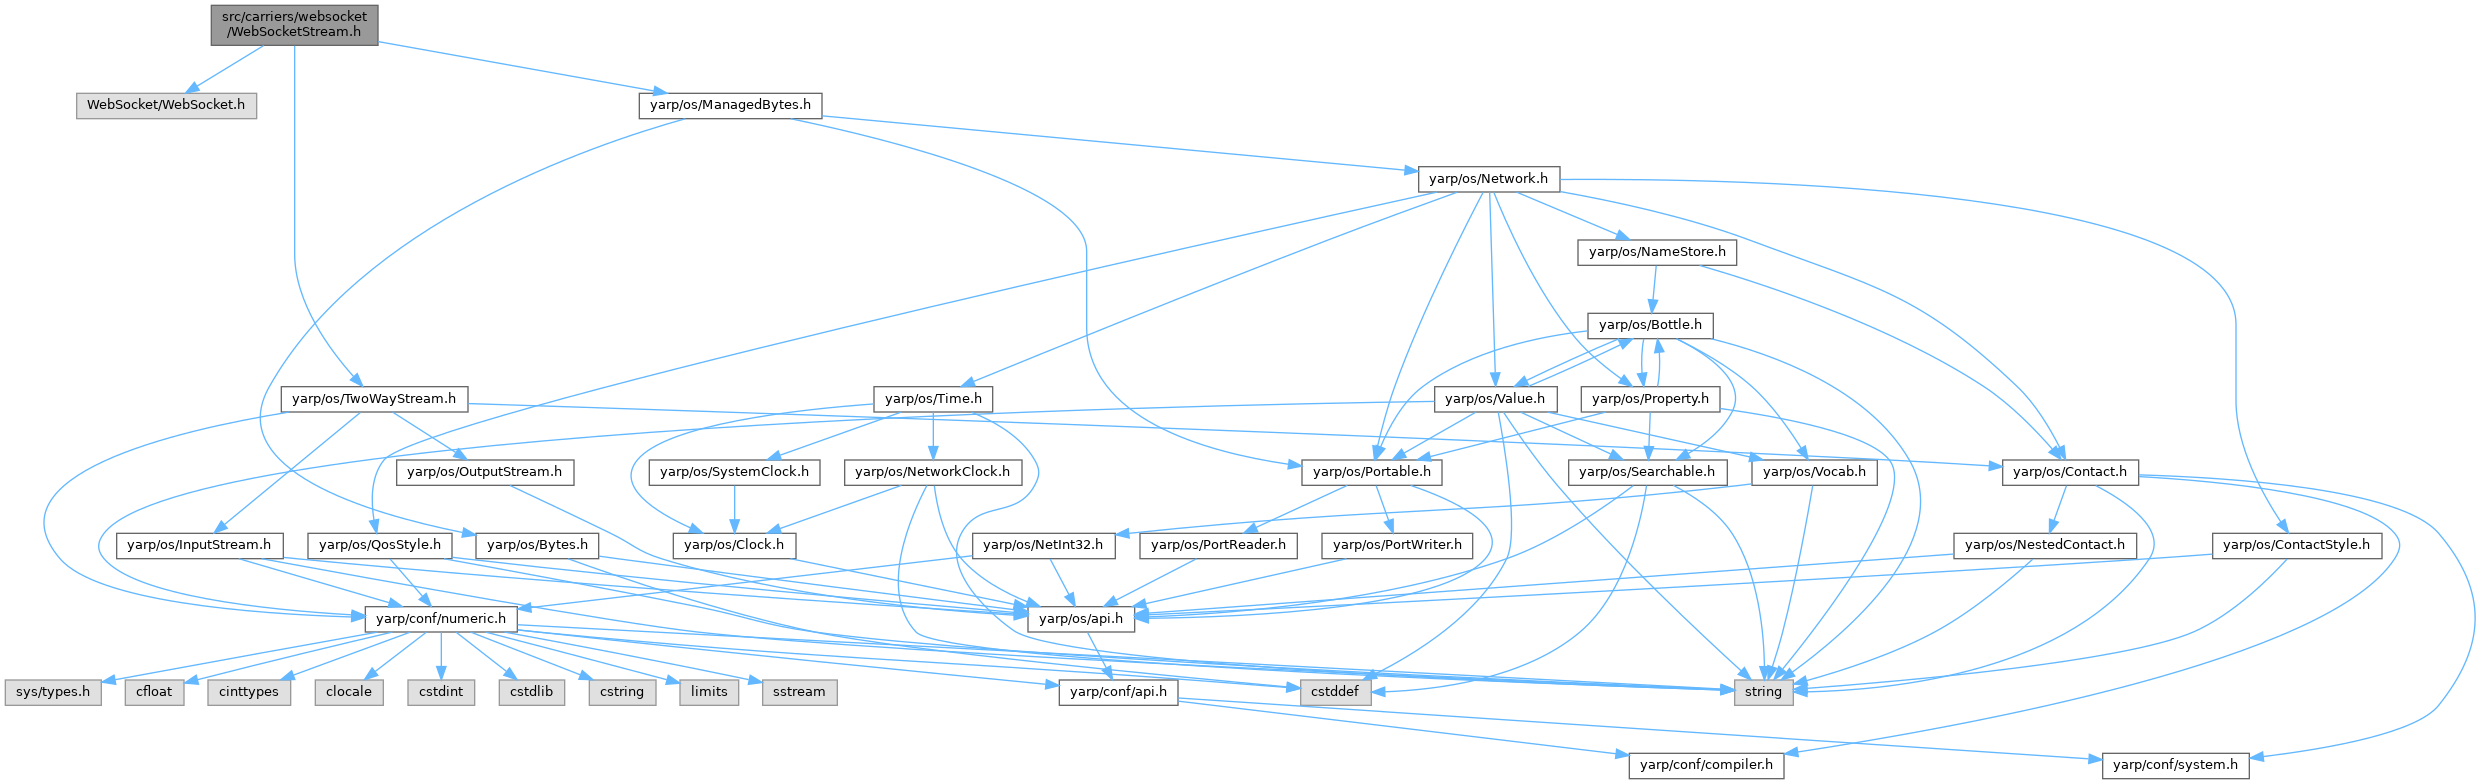 src/carriers/websocket
/WebSocketStream.h
WebSocket/WebSocket.h
yarp/os/ManagedBytes.h
yarp/os/Network.h
yarp/os/NameStore.h
yarp/os/Bottle.h
yarp/os/TwoWayStream.h
yarp/os/Time.h
yarp/os/Value.h
yarp/os/Property.h
yarp/os/OutputStream.h
yarp/os/SystemClock.h
yarp/os/NetworkClock.h
yarp/os/Portable.h
yarp/os/Searchable.h
yarp/os/Vocab.h
yarp/os/Contact.h
yarp/os/InputStream.h
yarp/os/QosStyle.h
yarp/os/Bytes.h
yarp/os/Clock.h
yarp/os/NetInt32.h
yarp/os/PortReader.h
yarp/os/PortWriter.h
yarp/os/NestedContact.h
yarp/os/ContactStyle.h
yarp/conf/numeric.h
yarp/os/api.h
sys/types.h
cfloat
cinttypes
clocale
cstdint
cstdlib
cstring
limits
sstream
yarp/conf/api.h
cstddef
string
yarp/conf/compiler.h
yarp/conf/system.h